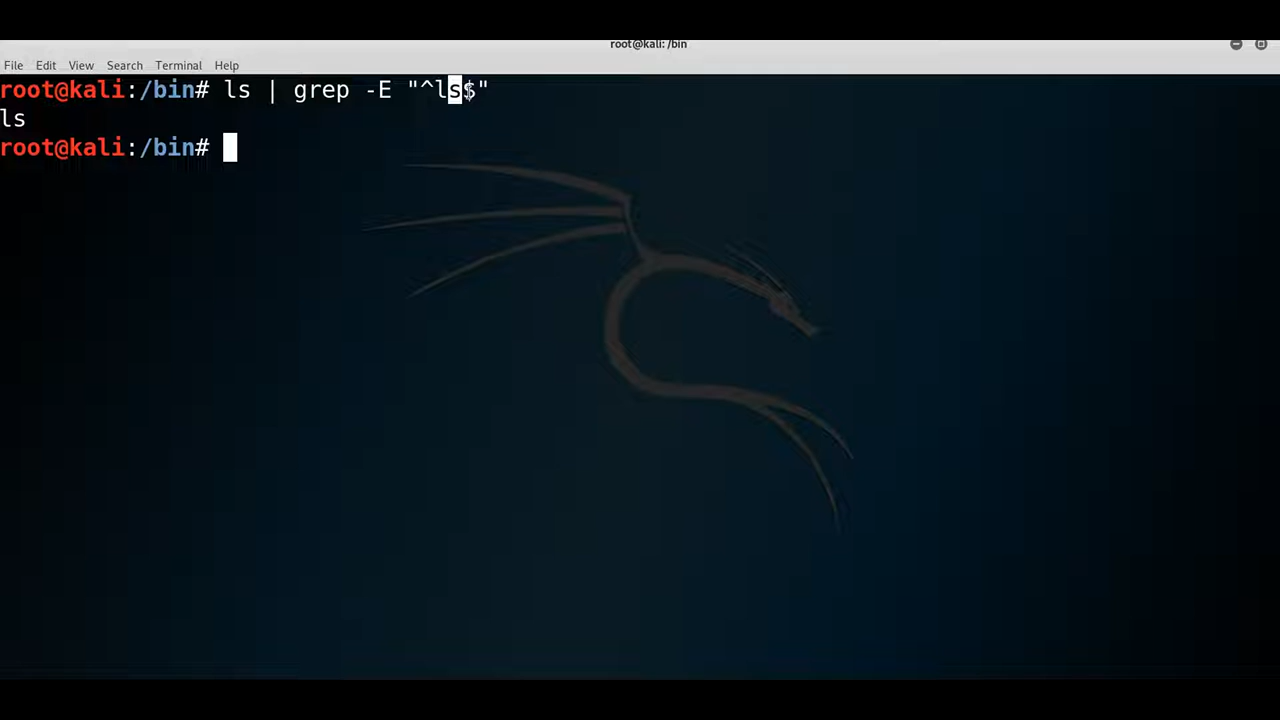 root@kali: /bin
File Edit View Search Terminal Help
root@kali:/bin# ls | grep -E "^ls$"
ls
root@kali:/bin#